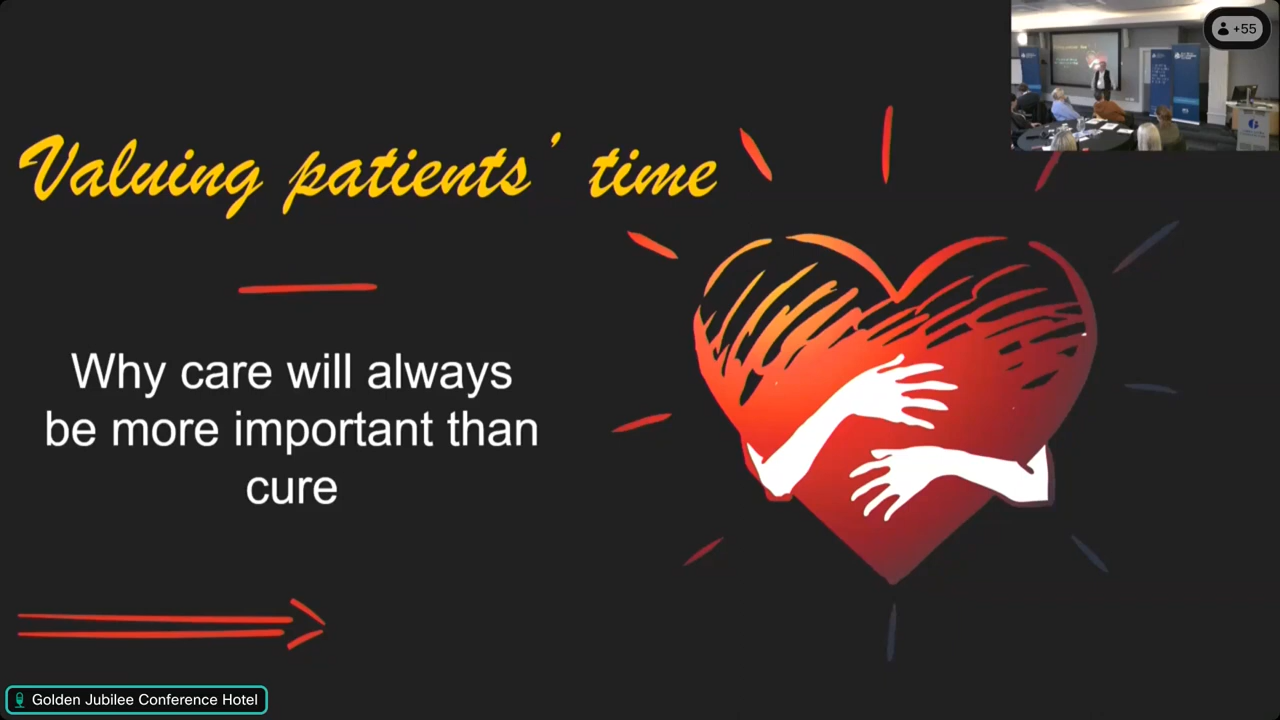 +55
Valuing patients’ time
Why care will always
be more important than
cure
Golden Jubilee Conference Hotel